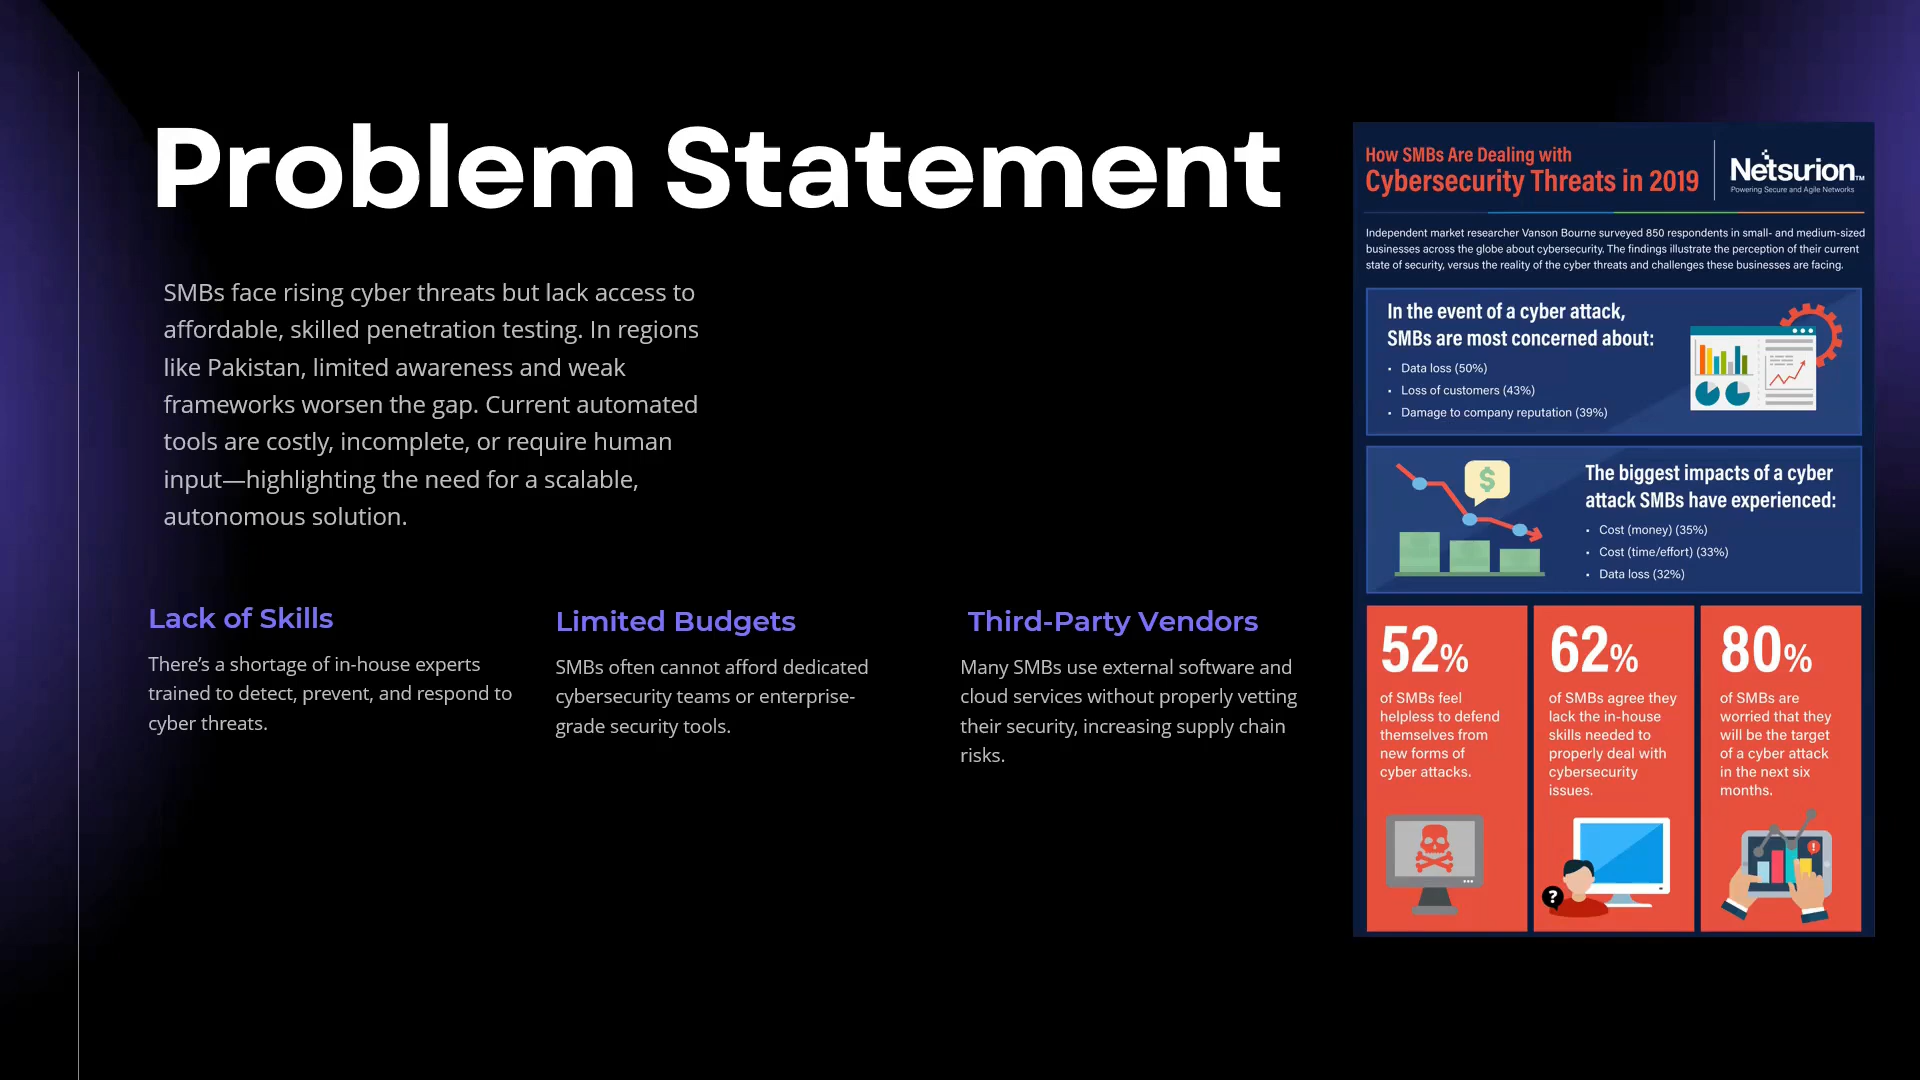 Problem Statement
SMBs face rising cyber threats but lack access to
affordable, skilled penetration testing. In regions
like Pakistan, limited awareness and weak
frameworks worsen the gap. Current automated
tools are costly, incomplete, or require human
input—highlighting the need for a scalable,
autonomous solution.
Lack of Skills
There’s a shortage of in-house experts
trained to detect, prevent, and respond to
cyber threats.
Limited Budgets
SMBs often cannot afford dedicated
cybersecurity teams or enterprise-
grade security tools.
Third-Party Vendors
Many SMBs use external software and
cloud services without properly vetting
their security, increasing supply chain
risks.
How SMBs Are Dealing with
Cybersecurity Threats in 2019
Netsurion™
Powering Secure and Agile Networks
Independent market researcher Vanson Bourne surveyed 850 respondents in small- and medium-sized
businesses across the globe about cybersecurity. The findings illustrate the perception of their current
state of security, versus the reality of the cyber threats and challenges these businesses are facing.
In the event of a cyber attack,
SMBs are most concerned about:
• Data loss (50%)
• Loss of customers (43%)
• Damage to company reputation (39%)
$
The biggest impacts of a cyber
attack SMBs have experienced:
• Cost (money) (35%)
• Cost (time/effort) (33%)
• Data loss (32%)
52%
of SMBs feel
helpless to defend
themselves from
new forms of
cyber attacks.
62%
of SMBs agree they
lack the in-house
skills needed to
properly deal with
cybersecurity
issues.
?
80%
of SMBs are
worried that they
will be the target
of a cyber attack
in the next six
months.
!